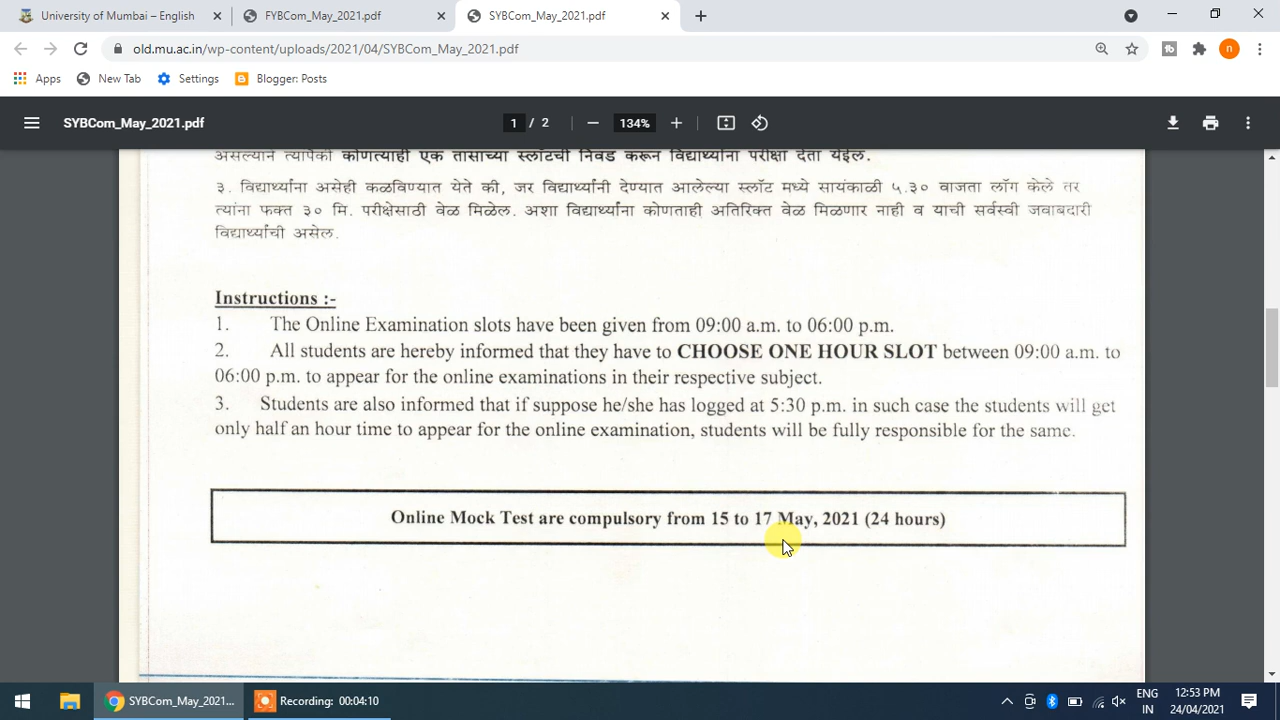 University of Mumbai – English
FYBCom_May_2021.pdf
SYBCom_May_2021.pdf
old.mu.ac.in/wp-content/uploads/2021/04/SYBCom_May_2021.pdf
Apps
New Tab
Settings
Blogger: Posts
SYBCom_May_2021.pdf
1 / 2
134%
असल्याने त्यापैकी कोणत्याही एक तासाच्या स्लॉटची निवड करून विद्यार्थ्यांना परीक्षा देता येईल.
३. विद्यार्थ्यांना असेही कळविण्यात येते की, जर विद्यार्थ्यांनी देण्यात आलेल्या स्लॉट मध्ये सायंकाळी ५.३० वाजता लॉग केले तर
त्यांना फक्त ३० मि. परीक्षेसाठी वेळ मिळेल. अशा विद्यार्थ्यांना कोणताही अतिरिक्त वेळ मिळणार नाही व याची सर्वस्वी जवाबदारी
विद्यार्थ्यांची असेल.
Instructions :-
1. The Online Examination slots have been given from 09:00 a.m. to 06:00 p.m.
2. All students are hereby informed that they have to CHOOSE ONE HOUR SLOT between 09:00 a.m. to
06:00 p.m. to appear for the online examinations in their respective subject.
3. Students are also informed that if suppose he/she has logged at 5:30 p.m. in such case the students will get
only half an hour time to appear for the online examination, students will be fully responsible for the same.
Online Mock Test are compulsory from 15 to 17 May, 2021 (24 hours)
SYBCom_May_2021...
Recording: 00:04:10
ENG
IN
12:53 PM
24/04/2021